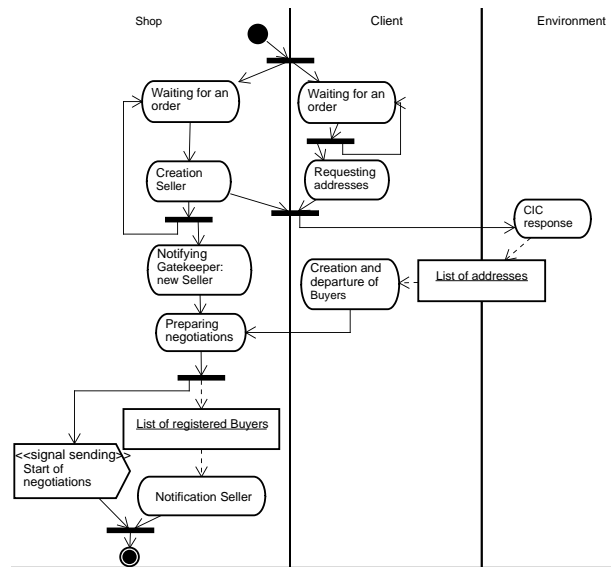 Shop
Client
Environment
Waiting for an
order
Waiting for an
order
Creation
Seller
Requesting
addresses
CIC
response
Notifying
Gatekeeper:
new Seller
Creation and
departure of
Buyers
List of addresses
Preparing
negotiations
List of registered Buyers
<<signal sending>>
Start of
negotiations
Notification Seller